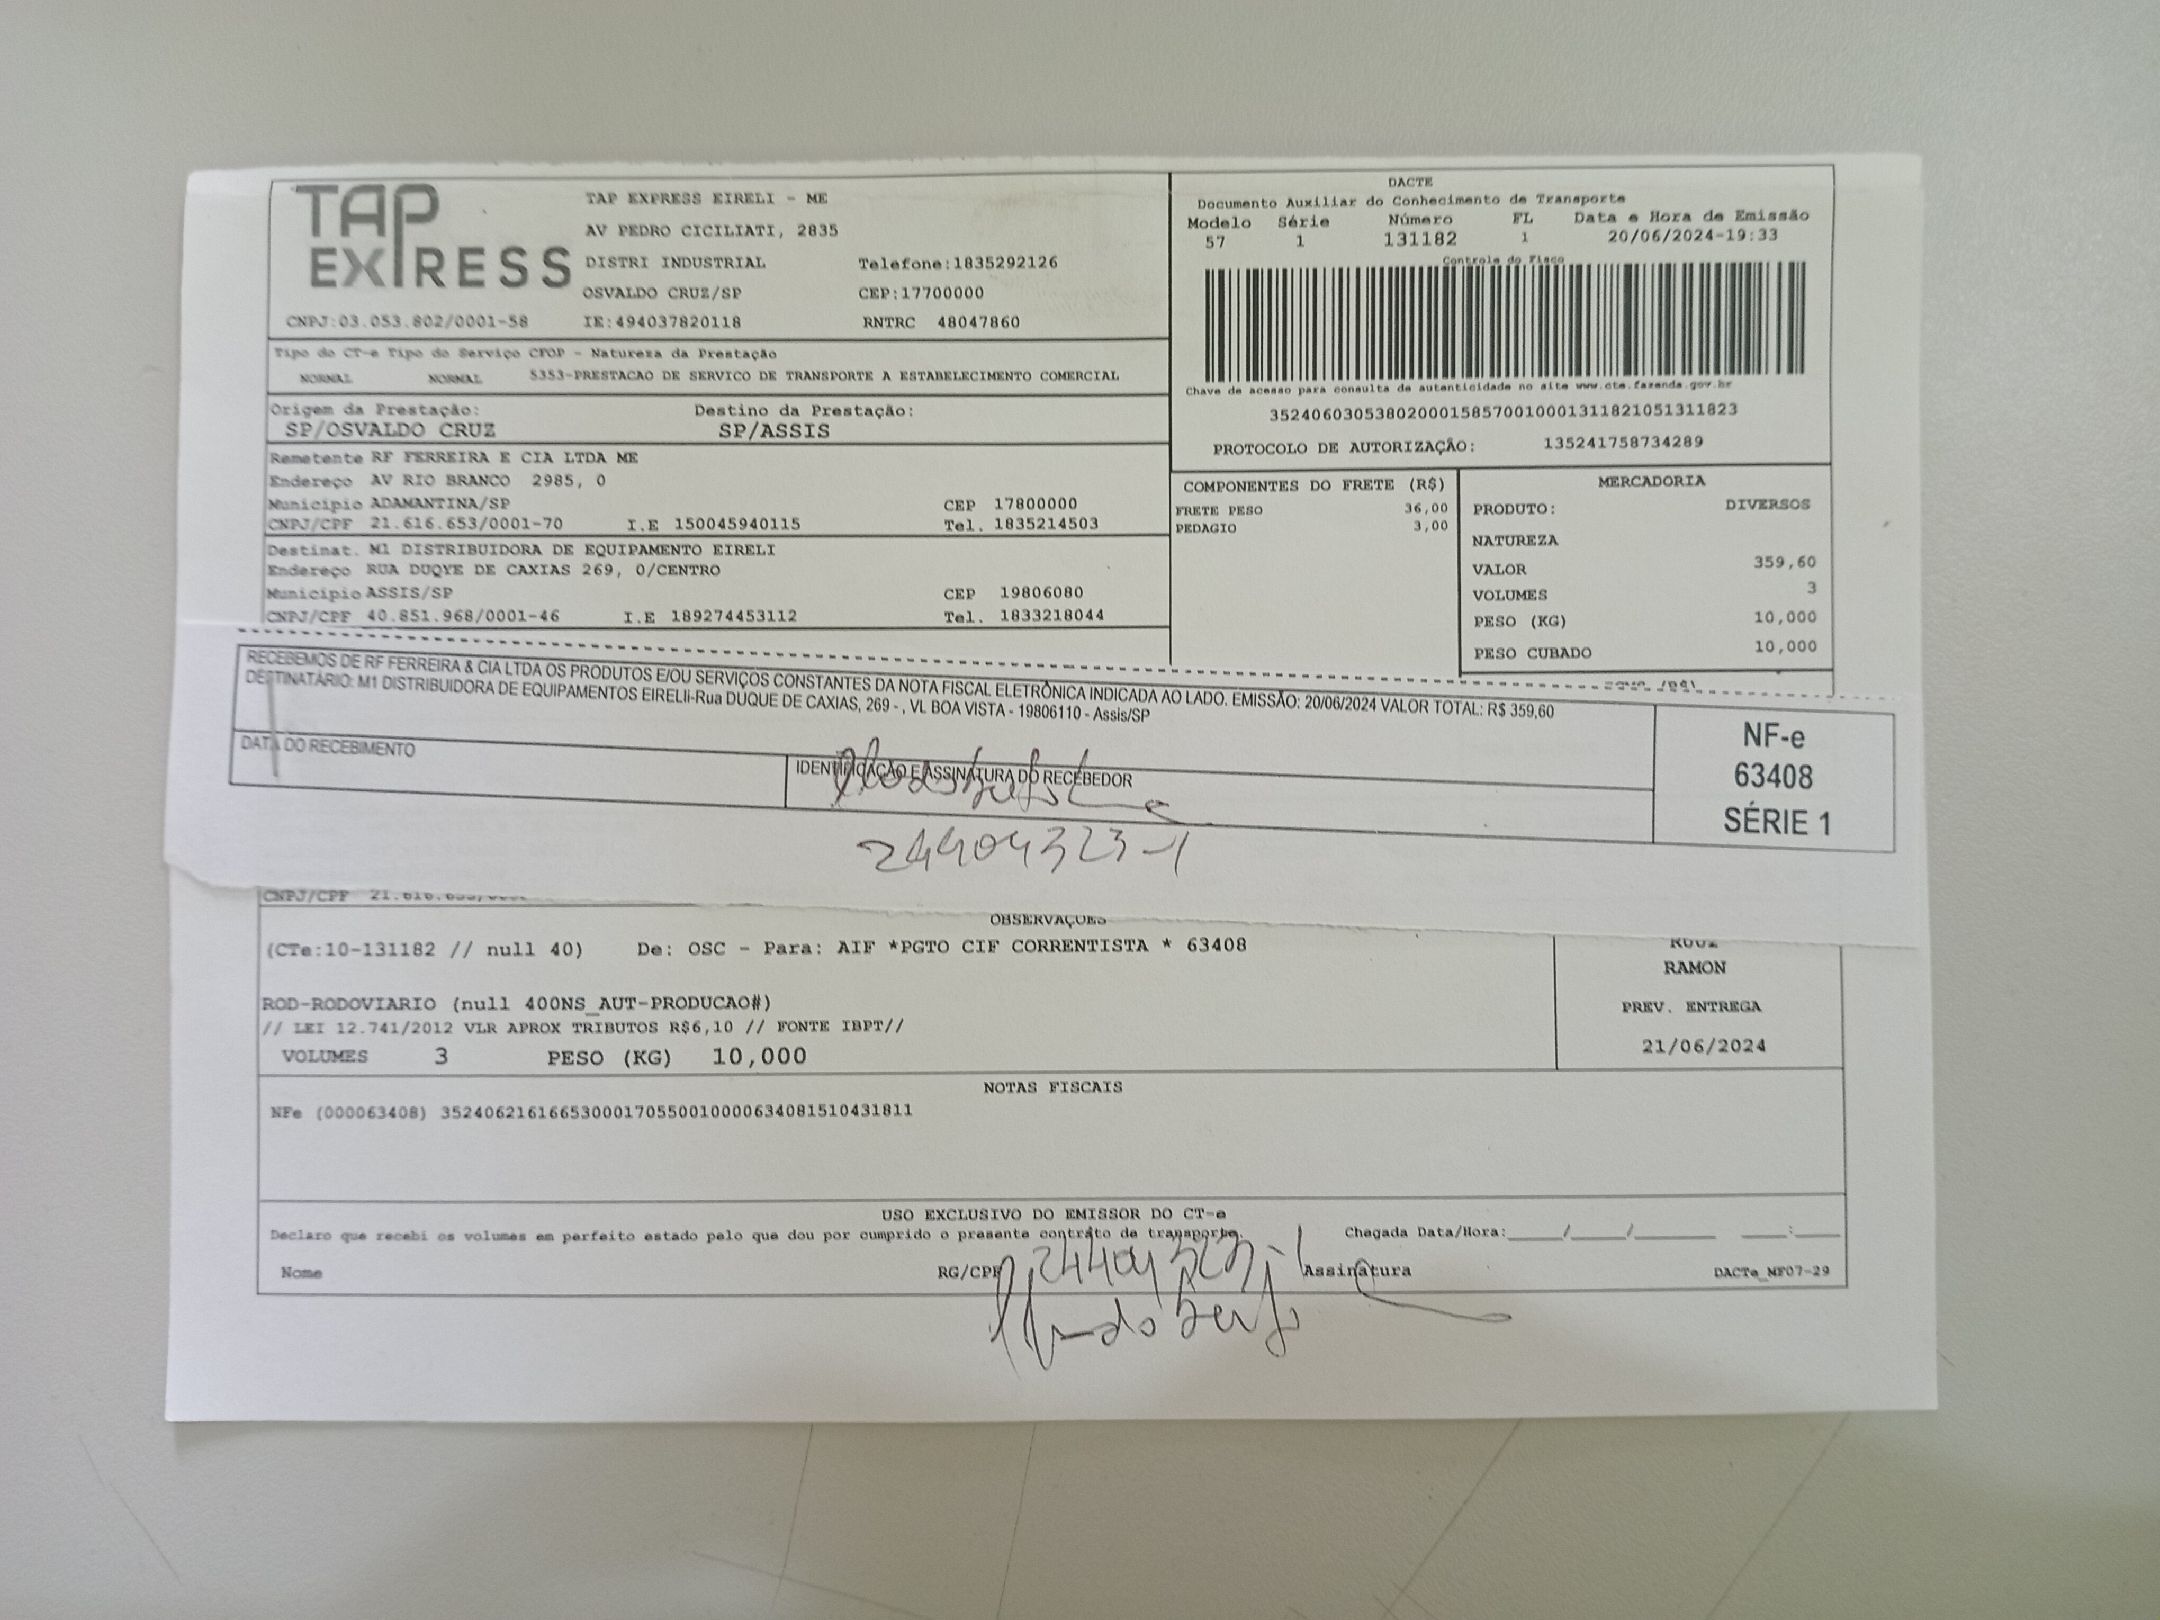 TAP EXPRESS
TAP EXPRESS EIRELI - ME
AV PEDRO CICILIATI, 2835
DISTRI INDUSTRIAL Telefone:1835292126
OSVALDO CRUZ/SP CEP:17700000
CNPJ:03.053.802/0001-58 IE:494037820118 RNTRC 48047860
DACTE
Documento Auxiliar do Conhecimento de Transporte
Modelo Série Número FL Data e Hora de Emissão
57 1 131182 1 20/06/2024-19:33
Controle do Fisco
Chave de acesso para consulta de autenticidade no site www.cte.fazenda.gov.br
35240603053802000158570010001311821051311823
PROTOCOLO DE AUTORIZAÇÃO: 135241758734289
Tipo do CT-e Tipo do Serviço CFOP - Natureza da Prestação
NORMAL NORMAL 5353-PRESTACAO DE SERVICO DE TRANSPORTE A ESTABELECIMENTO COMERCIAL
Origem da Prestação: Destino da Prestação:
SP/OSVALDO CRUZ SP/ASSIS
Remetente RF FERREIRA E CIA LTDA ME
Endereço AV RIO BRANCO 2985, 0
Município ADAMANTINA/SP CEP 17800000
CNPJ/CPF 21.616.653/0001-70 I.E 150045940115 Tel. 1835214503
Destinat. M1 DISTRIBUIDORA DE EQUIPAMENTO EIRELI
Endereço RUA DUQYE DE CAXIAS 269, 0/CENTRO
Município ASSIS/SP CEP 19806080
CNPJ/CPF 40.851.968/0001-46 I.E 189274453112 Tel. 1833218044
COMPONENTES DO FRETE (R$)
FRETE PESO 36,00
PEDAGIO 3,00
MERCADORIA
PRODUTO: DIVERSOS
NATUREZA
VALOR 359,60
VOLUMES 3
PESO (KG) 10,000
PESO CUBADO 10,000
RECEBEMOS DE RF FERREIRA & CIA LTDA OS PRODUTOS E/OU SERVIÇOS CONSTANTES DA NOTA FISCAL ELETRÔNICA INDICADA AO LADO. EMISSÃO: 20/06/2024 VALOR TOTAL: R$ 359,60
DESTINATÁRIO: M1 DISTRIBUIDORA DE EQUIPAMENTOS EIRELIi-Rua DUQUE DE CAXIAS, 269 - , VL BOA VISTA - 19806110 - Assis/SP
DATA DO RECEBIMENTO
IDENTIFICAÇÃO E ASSINATURA DO RECEBEDOR
NF-e
63408
SÉRIE 1
24404323-1
CNPJ/CPF
OBSERVAÇÕES
(CTe:10-131182 // null 40) De: OSC - Para: AIF *PGTO CIF CORRENTISTA * 63408
ROD-RODOVIARIO (null 400NS_AUT-PRODUCAO#)
// LEI 12.741/2012 VLR APROX TRIBUTOS R$6,10 // FONTE IBPT//
VOLUMES 3 PESO (KG) 10,000
RAMON
PREV. ENTREGA
21/06/2024
NOTAS FISCAIS
NFe (000063408) 35240621616653000170550010000634081510431811
USO EXCLUSIVO DO EMISSOR DO CT-e
Declaro que recebi os volumes em perfeito estado pelo que dou por cumprido o presente contrato de transporte. Chegada Data/Hora:_____/_____/________ ____:____
Nome RG/CPF 24404323-1 Assinatura DACTe_MF07-29